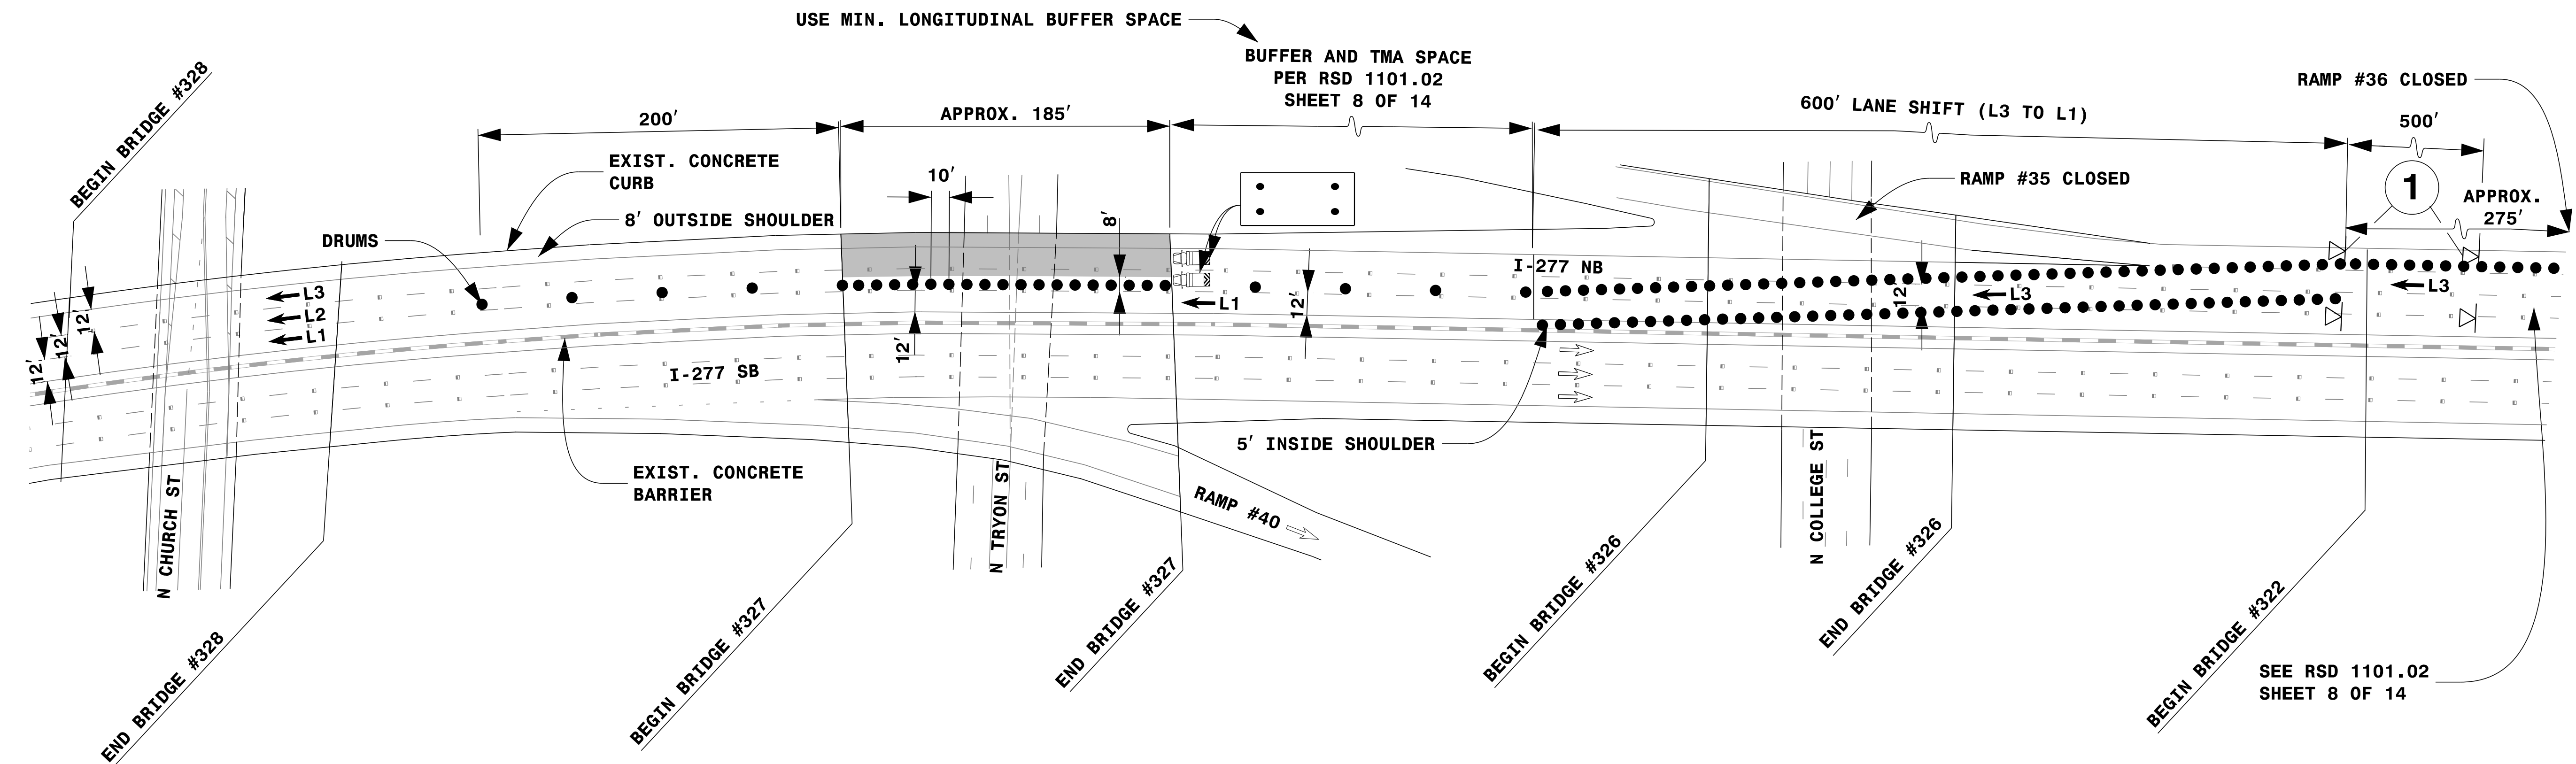 USE MIN. LONGITUDINAL BUFFER SPACE
BUFFER AND TMA SPACE
PER RSD 1101.02
SHEET 8 OF 14
RAMP #36 CLOSED
BEGIN BRIDGE #328
200'
APPROX. 185'
600' LANE SHIFT (L3 TO L1)
500'
EXIST. CONCRETE
CURB
10'
RAMP #35 CLOSED
1
APPROX.
275'
8' OUTSIDE SHOULDER
8'
DRUMS
I-277 NB
L3
L2
L1
12'
12'
12'
12'
L1
12'
12'
L3
L3
I-277 SB
5' INSIDE SHOULDER
EXIST. CONCRETE
BARRIER
RAMP #40
N CHURCH ST
N TRYON ST
N COLLEGE ST
END BRIDGE #328
BEGIN BRIDGE #327
END BRIDGE #327
BEGIN BRIDGE #326
END BRIDGE #326
BEGIN BRIDGE #322
SEE RSD 1101.02
SHEET 8 OF 14